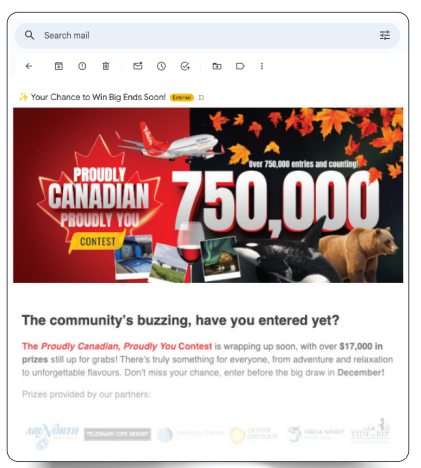 Search mail
✨ Your Chance to Win Big Ends Soon! External
Over 750,000 entries and counting!
PROUDLY
CANADIAN
PROUDLY YOU
CONTEST
750,000
The community's buzzing, have you entered yet?
The Proudly Canadian, Proudly You Contest is wrapping up soon, with over $17,000 in
prizes still up for grabs! There's truly something for everyone, from adventure and relaxation
to unforgettable flavours. Don't miss your chance, enter before the big draw in December!
Prizes provided by our partners:
AIR NORTH
TELEGRAPH COVE RESORT
ORCA SPIRIT
TIDE RIP